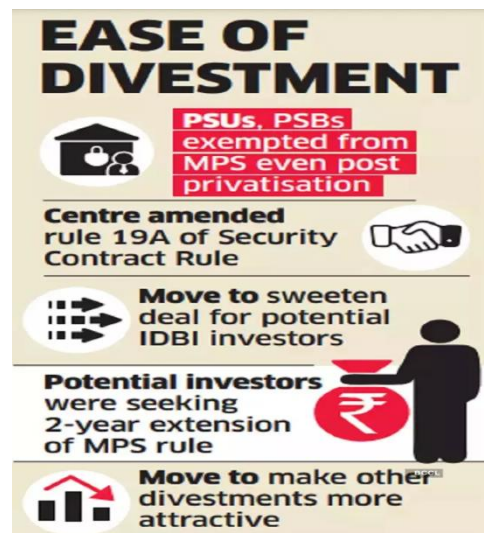 EASE OF
DIVESTMENT
PSUs, PSBs
exempted from
MPS even post
privatisation
Centre amended
rule 19A of Security
Contract Rule
Move to sweeten
deal for potential
IDBI investors
Potential investors
were seeking
2-year extension
of MPS rule
₹
Move to make other
divestments more
attractive